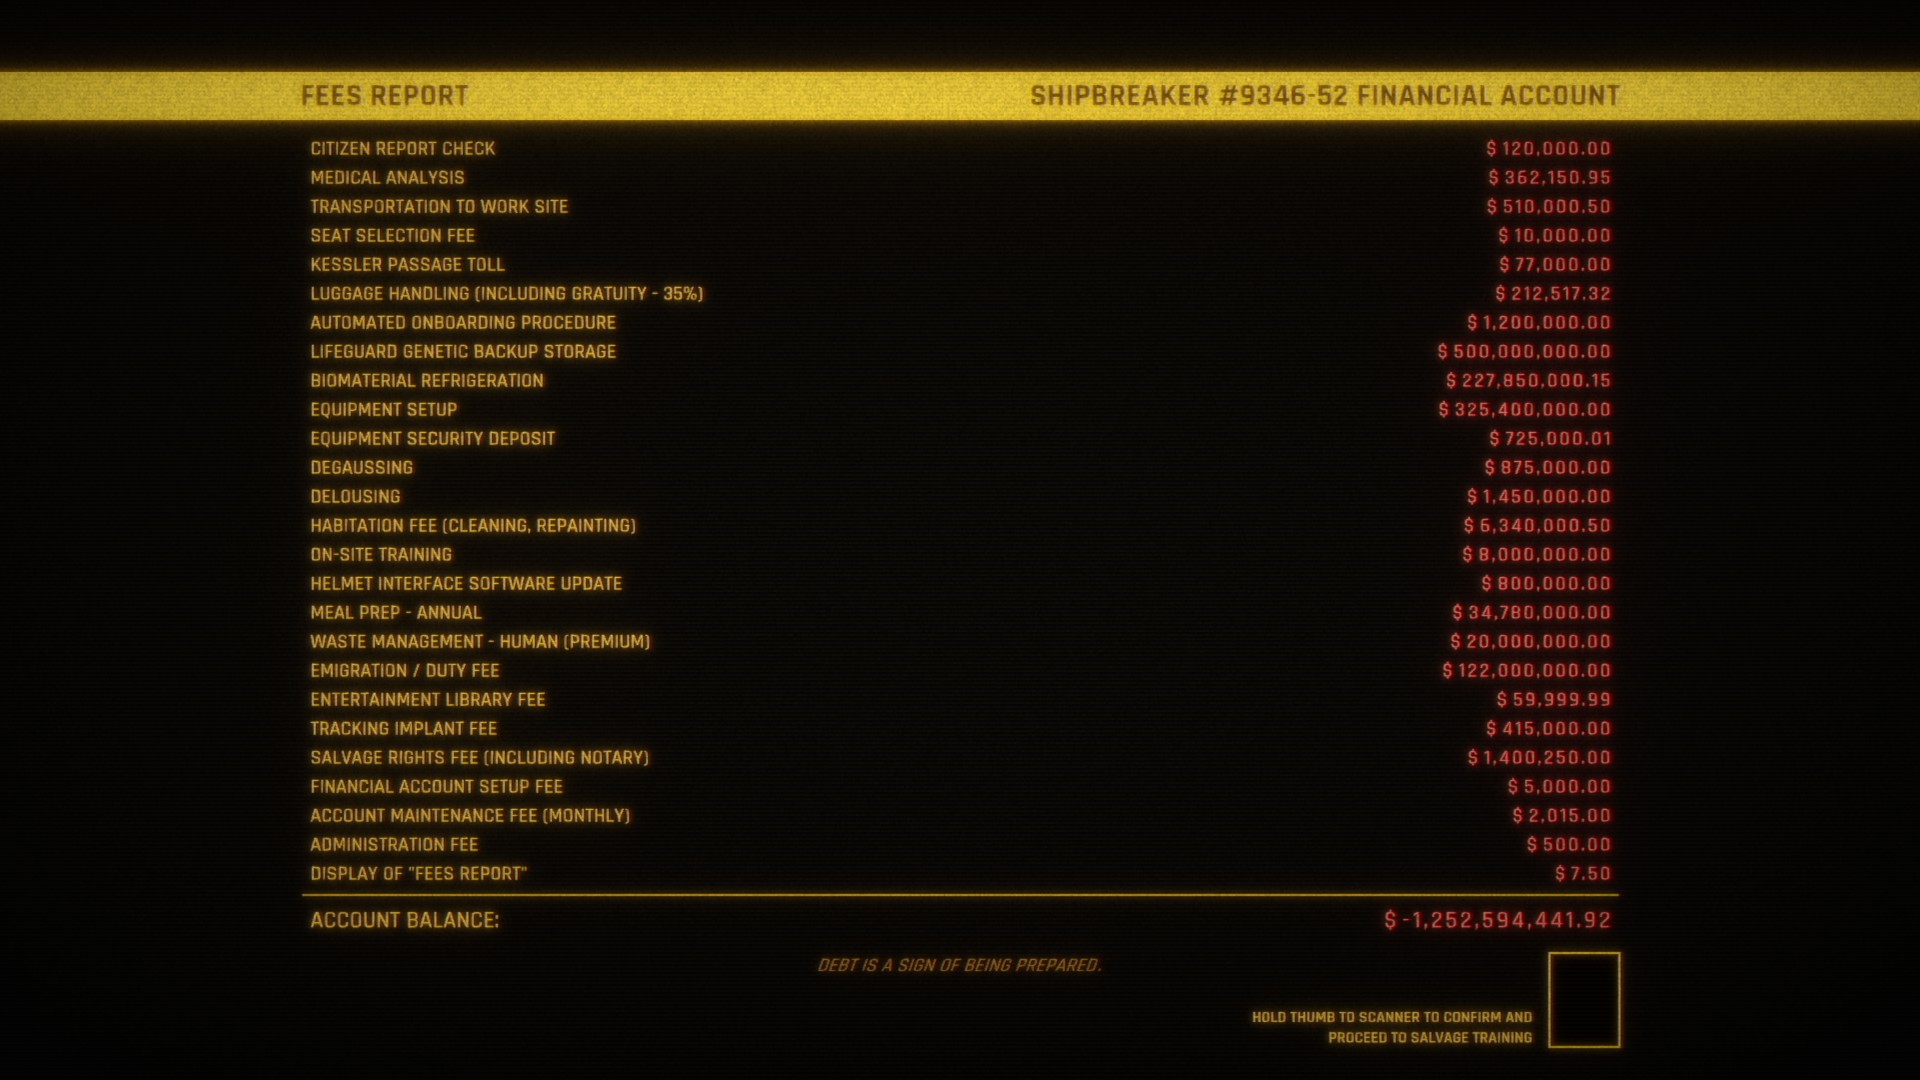 FEES REPORT SHIPBREAKER #9346-52 FINANCIAL ACCOUNT
CITIZEN REPORT CHECK $ 120,000.00
MEDICAL ANALYSIS $ 362,150.95
TRANSPORTATION TO WORK SITE $ 510,000.50
SEAT SELECTION FEE $ 10,000.00
KESSLER PASSAGE TOLL $ 77,000.00
LUGGAGE HANDLING (INCLUDING GRATUITY - 35%) $ 212,517.32
AUTOMATED ONBOARDING PROCEDURE $ 1,200,000.00
LIFEGUARD GENETIC BACKUP STORAGE $ 500,000,000.00
BIOMATERIAL REFRIGERATION $ 227,850,000.15
EQUIPMENT SETUP $ 325,400,000.00
EQUIPMENT SECURITY DEPOSIT $ 725,000.01
DEGAUSSING $ 875,000.00
DELOUSING $ 1,450,000.00
HABITATION FEE (CLEANING, REPAINTING) $ 6,340,000.50
ON-SITE TRAINING $ 8,000,000.00
HELMET INTERFACE SOFTWARE UPDATE $ 800,000.00
MEAL PREP - ANNUAL $ 34,780,000.00
WASTE MANAGEMENT - HUMAN (PREMIUM) $ 20,000,000.00
EMIGRATION / DUTY FEE $ 122,000,000.00
ENTERTAINMENT LIBRARY FEE $ 59,999.99
TRACKING IMPLANT FEE $ 415,000.00
SALVAGE RIGHTS FEE (INCLUDING NOTARY) $ 1,400,250.00
FINANCIAL ACCOUNT SETUP FEE $ 5,000.00
ACCOUNT MAINTENANCE FEE (MONTHLY) $ 2,015.00
ADMINISTRATION FEE $ 500.00
DISPLAY OF "FEES REPORT" $ 7.50
ACCOUNT BALANCE: $ -1,252,594,441.92
DEBT IS A SIGN OF BEING PREPARED.
HOLD THUMB TO SCANNER TO CONFIRM AND
PROCEED TO SALVAGE TRAINING